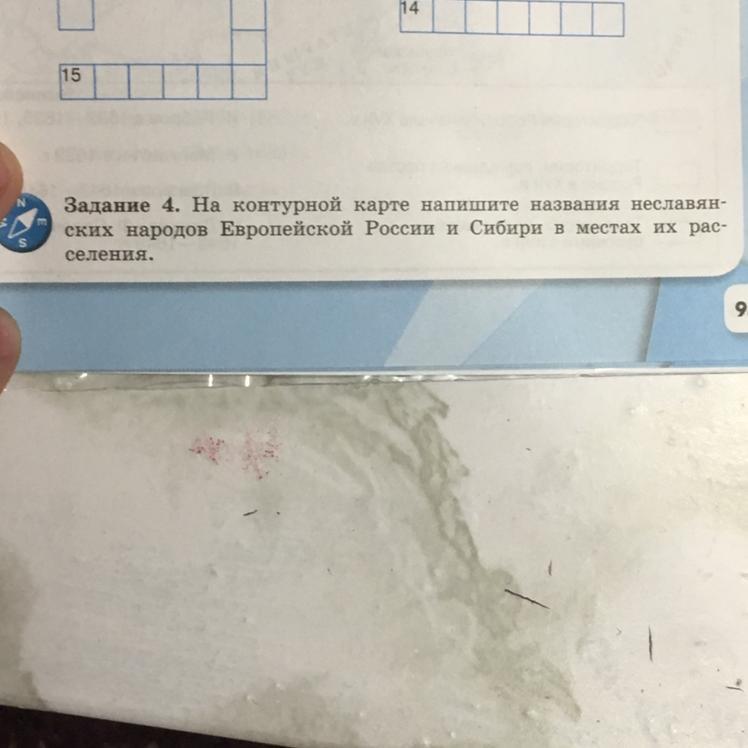 14
15
N
E
S
Задание 4. На контурной карте напишите названия неславян-
ских народов Европейской России и Сибири в местах их рас-
селения.
9